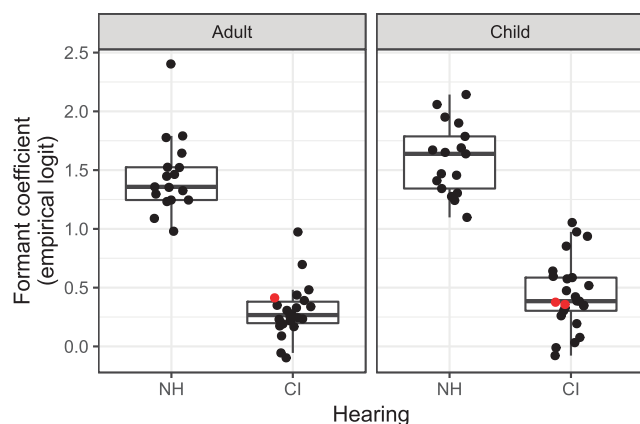 Adult
Child
Formant coefficient
(empirical logit)
2.5
2.0
1.5
1.0
0.5
0.0
NH
CI
NH
CI
Hearing